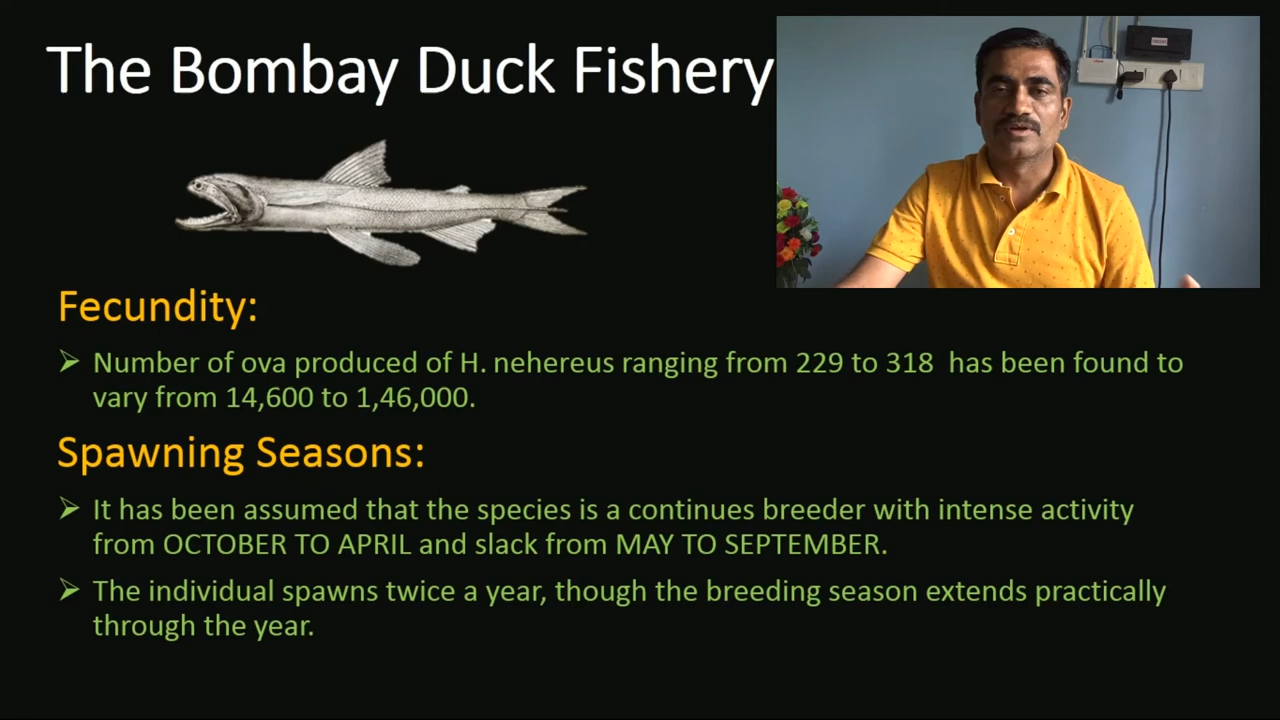 The Bombay Duck Fishery
Fecundity:
➢ Number of ova produced of H. nehereus ranging from 229 to 318 has been found to
vary from 14,600 to 1,46,000.
Spawning Seasons:
➢ It has been assumed that the species is a continues breeder with intense activity
from OCTOBER TO APRIL and slack from MAY TO SEPTEMBER.
➢ The individual spawns twice a year, though the breeding season extends practically
through the year.